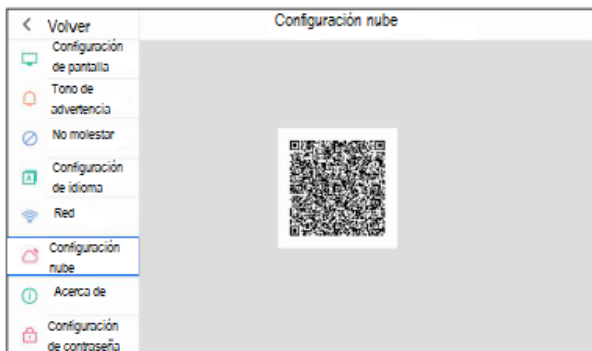 Volver
Configuración nube
Configuración
de pantalla
Tono de
advertencia
No molestar
Configuración
de idioma
A
Red
Configuración
nube
Acerca de
Configuración
de contraseña